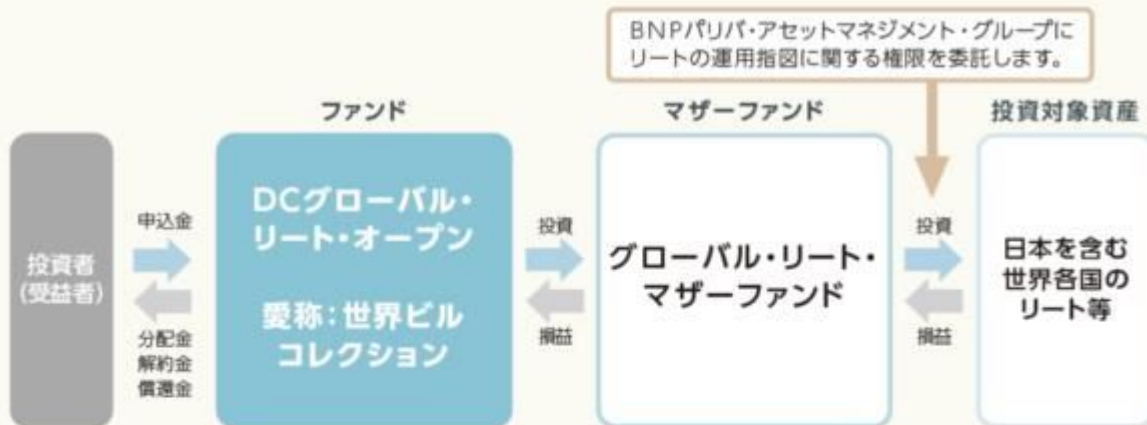 BNPパリバ・アセットマネジメント・グループに
リートの運用指図に関する権限を委託します。
ファンド
マザーファンド
投資対象資産
投資者
(受益者)
申込金
分配金
解約金
償還金
DCグローバル・
リート・オープン
愛称：世界ビル
コレクション
投資
損益
グローバル・リート・
マザーファンド
投資
損益
日本を含む
世界各国の
リート等